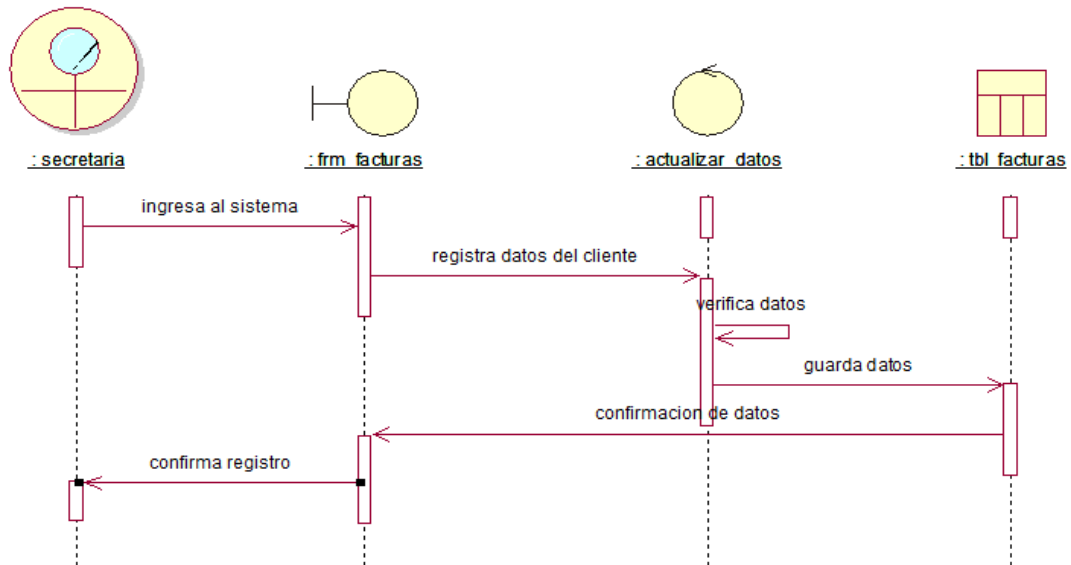 : secretaria
: frm_facturas
: actualizar_datos
: tbl_facturas
ingresa al sistema
registra datos del cliente
verifica datos
guarda datos
confirmacion de datos
confirma registro